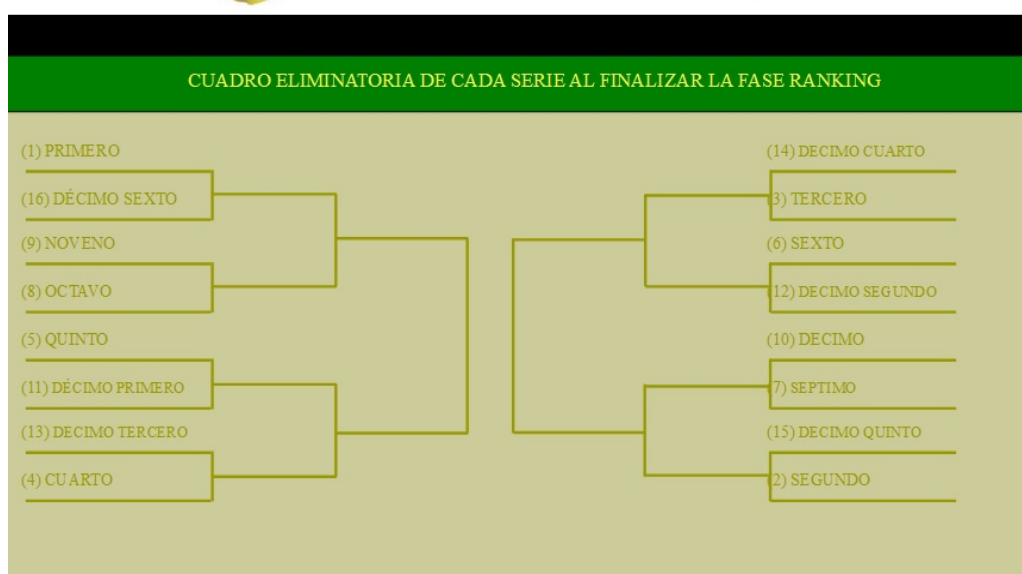 CUADRO ELIMINATORIA DE CADA SERIE AL FINALIZAR LA FASE RANKING
(1) PRIMERO
(16) DÉCIMO SEXTO
(9) NOVENO
(8) OCTAVO
(5) QUINTO
(11) DÉCIMO PRIMERO
(13) DECIMO TERCERO
(4) CUARTO
(14) DECIMO CUARTO
(3) TERCERO
(6) SEXTO
(12) DECIMO SEGUNDO
(10) DECIMO
(7) SEPTIMO
(15) DECIMO QUINTO
(2) SEGUNDO